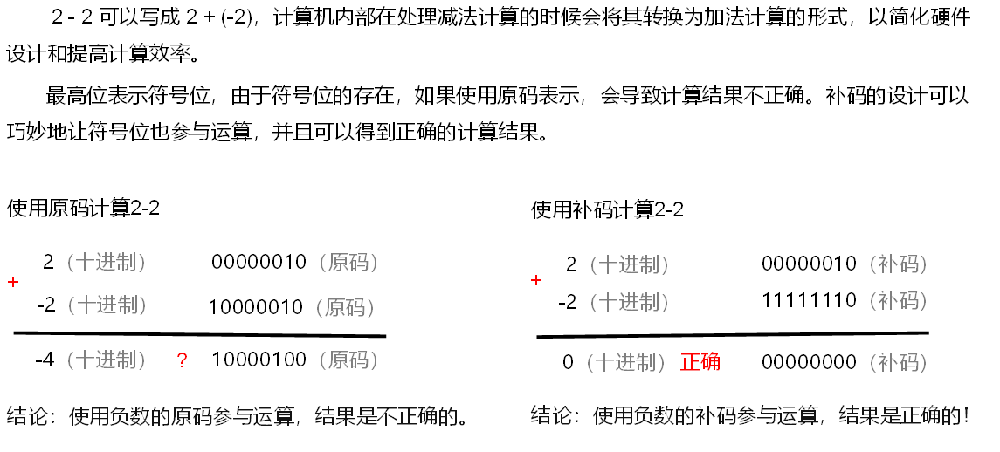 2 - 2 可以写成 2 + (-2)，计算机内部在处理减法计算的时候会将其转换为加法计算的形式，以简化硬件
设计和提高计算效率。
最高位表示符号位，由于符号位的存在，如果使用原码表示，会导致计算结果不正确。补码的设计可以
巧妙地让符号位也参与运算，并且可以得到正确的计算结果。
使用原码计算2-2
2（十进制） 00000010（原码）
+
-2（十进制） 10000010（原码）
-4（十进制） ? 10000100（原码）
结论：使用负数的原码参与运算，结果是不正确的。
使用补码计算2-2
2（十进制） 00000010（补码）
+
-2（十进制） 11111110（补码）
0（十进制）正确 00000000（补码）
结论：使用负数的补码参与运算，结果是正确的！